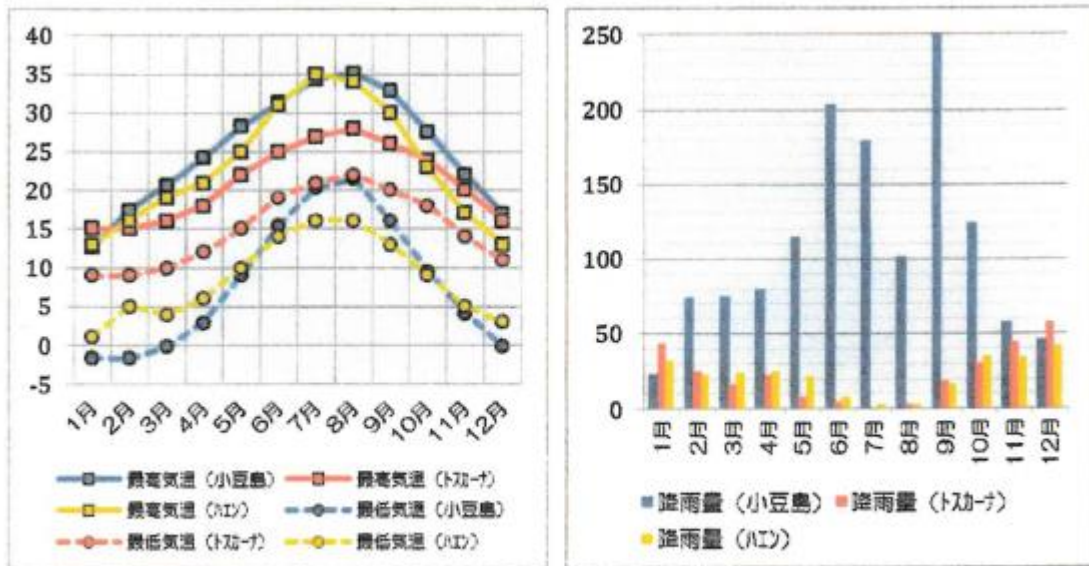 40
35
30
25
20
15
10
5
0
-5
1月 2月 3月 4月 5月 6月 7月 8月 9月 10月 11月 12月
最高気温（小豆島） 最高気温（トスカーナ）
最高気温（ハエン） 最低気温（小豆島）
最低気温（トスカーナ） 最低気温（ハエン）
250
200
150
100
50
0
1月 2月 3月 4月 5月 6月 7月 8月 9月 10月 11月 12月
降雨量（小豆島） 降雨量（トスカーナ）
降雨量（ハエン）